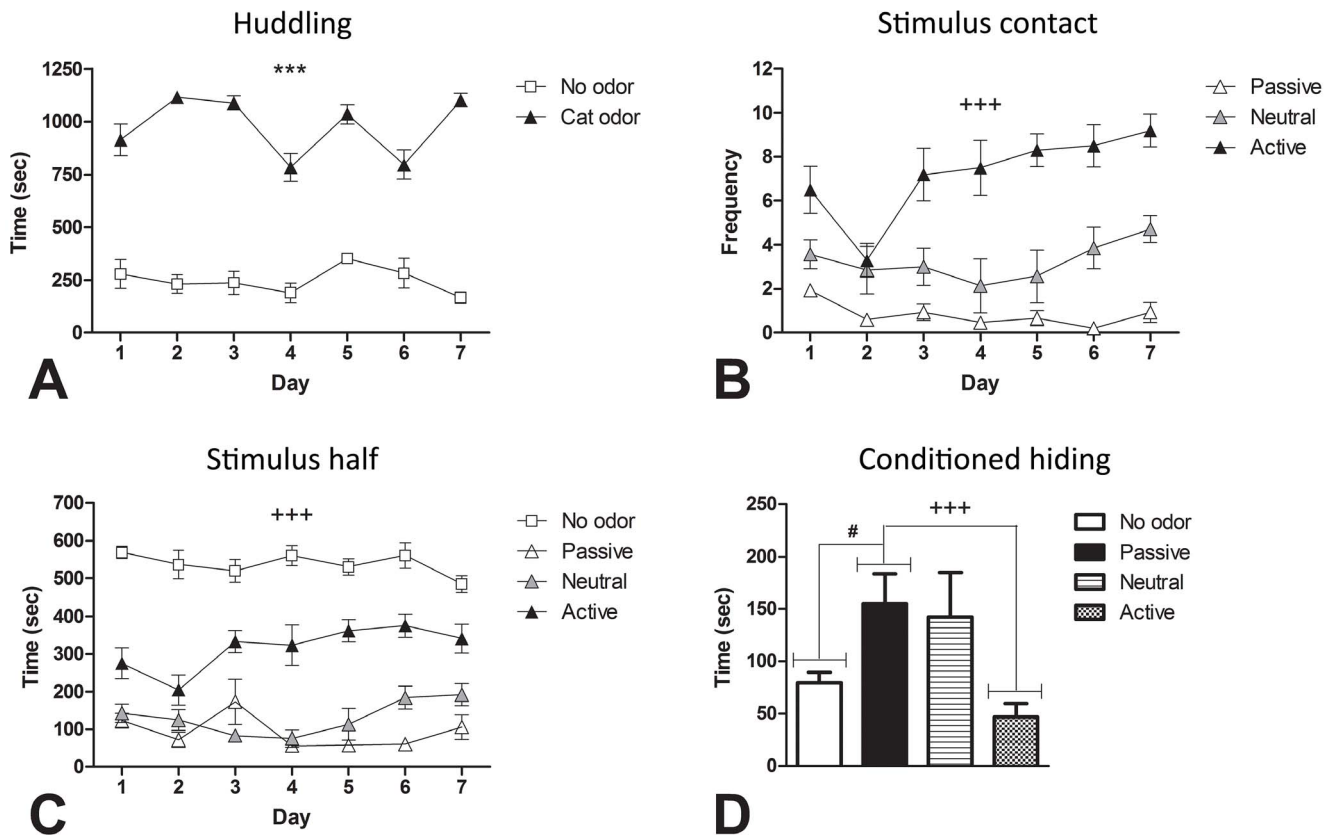 Huddling
***
1250
1000
750
500
250
0
Time (sec)
1 2 3 4 5 6 7
Day
No odor
Cat odor
A
Stimulus contact
+++
12
10
8
6
4
2
0
Frequency
1 2 3 4 5 6 7
Day
Passive
Neutral
Active
B
Stimulus half
+++
700
600
500
400
300
200
100
0
Time (sec)
1 2 3 4 5 6 7
Day
No odor
Passive
Neutral
Active
C
Conditioned hiding
250
200
150
100
50
0
Time (sec)
#
+++
No odor
Passive
Neutral
Active
D